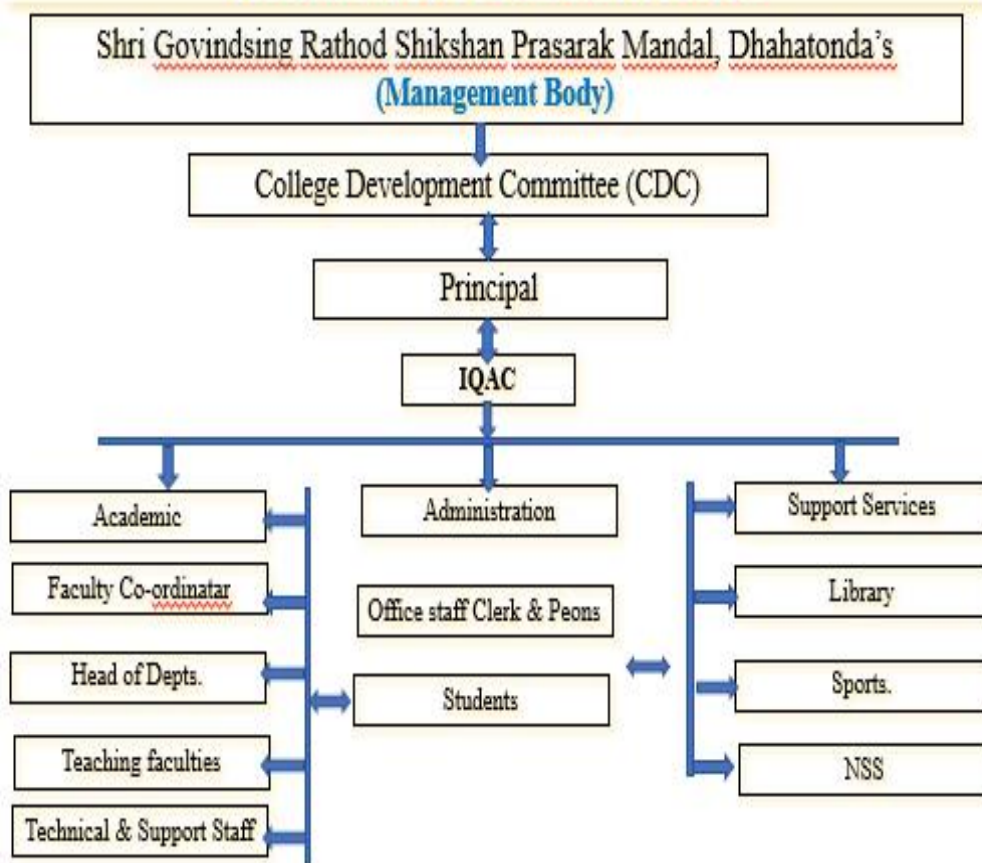 Shri Govindsing Rathod Shikshan Prasarak Mandal, Dhahatonda's
(Management Body)
College Development Committee (CDC)
Principal
IQAC
Academic
Administration
Support Services
Faculty Co-ordinatar
Office staff Clerk & Peons
Library
Head of Depts.
Students
Sports.
Teaching faculties
NSS
Technical & Support Staff